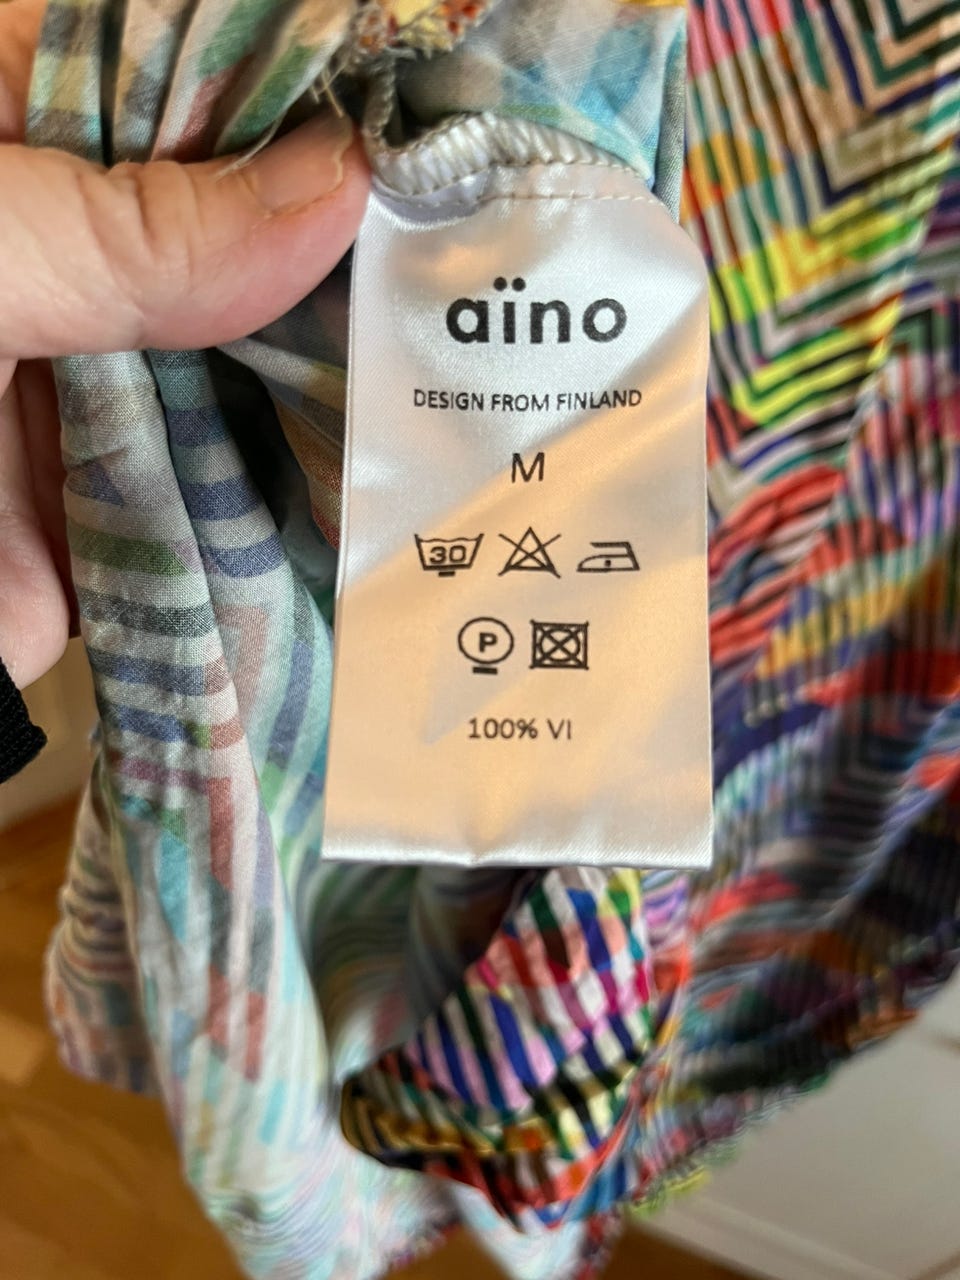 aïno
DESIGN FROM FINLAND
M
30
P
100% VI